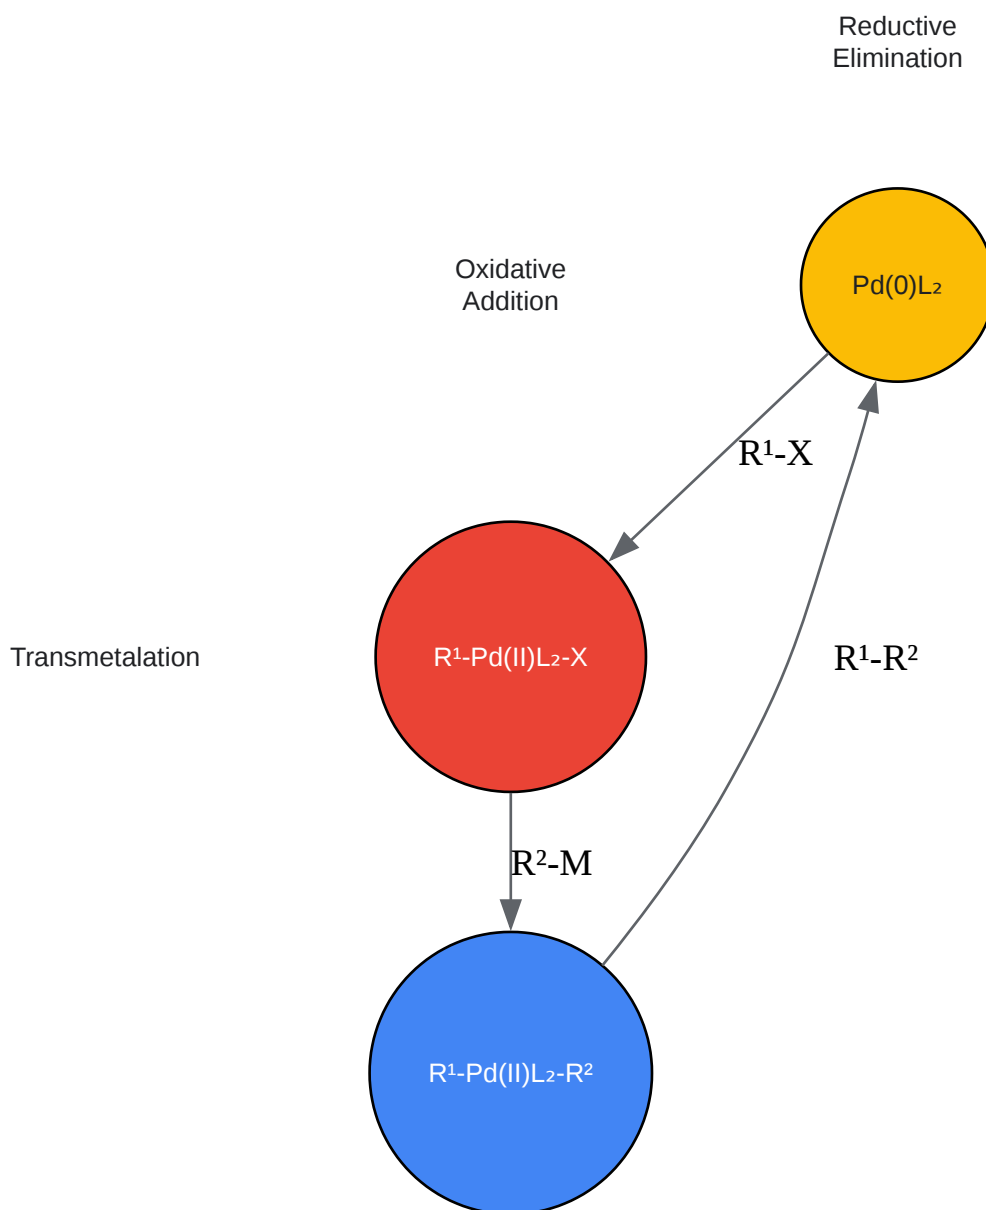 Reductive
Elimination
Oxidative
Addition
Pd(0)L₂
R¹-X
Transmetalation
R¹-Pd(II)L₂-X
R¹-R²
R²-M
R¹-Pd(II)L₂-R²